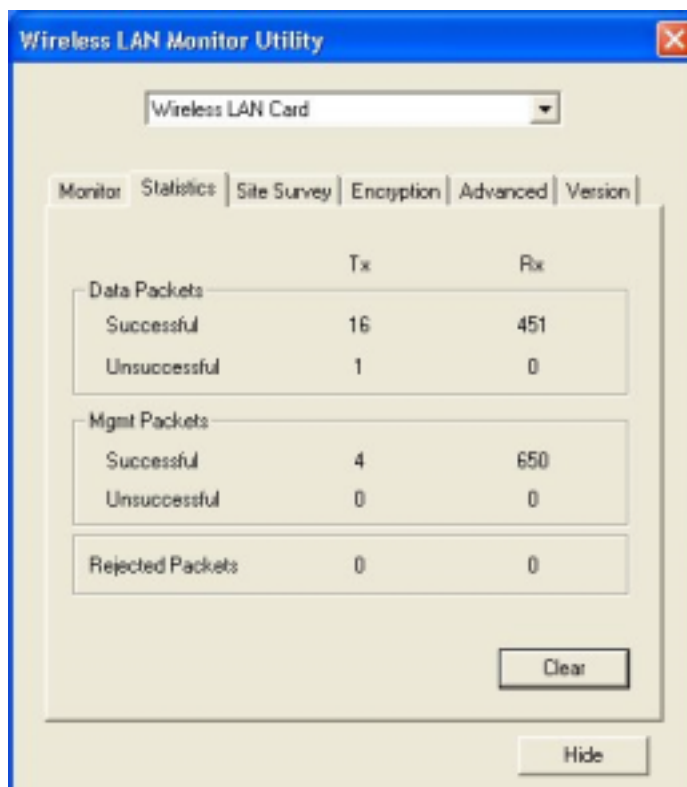 Wireless LAN Monitor Utility
Wireless LAN Card
Monitor Statistics Site Survey Encryption Advanced Version
Tx Rx
Data Packets
Successful 16 451
Unsuccessful 1 0
Mgmt Packets
Successful 4 650
Unsuccessful 0 0
Rejected Packets 0 0
Clear
Hide